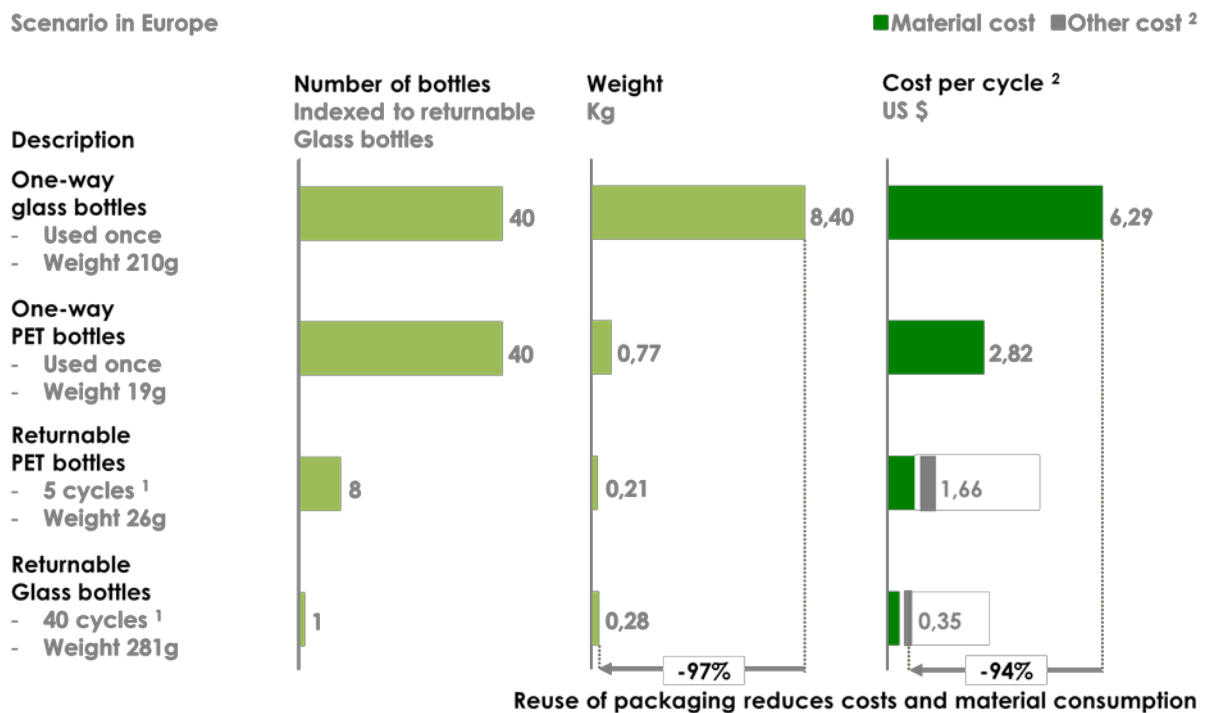 Scenario in Europe
Material cost Other cost ²
Number of bottles
Indexed to returnable
Glass bottles
Weight
Kg
Cost per cycle ²
US $
Description
One-way
glass bottles
- Used once
- Weight 210g
40
8,40
6,29
One-way
PET bottles
- Used once
- Weight 19g
40
0,77
2,82
Returnable
PET bottles
- 5 cycles ¹
- Weight 26g
8
0,21
1,66
Returnable
Glass bottles
- 40 cycles ¹
- Weight 281g
1
0,28
0,35
-97%
-94%
Reuse of packaging reduces costs and material consumption